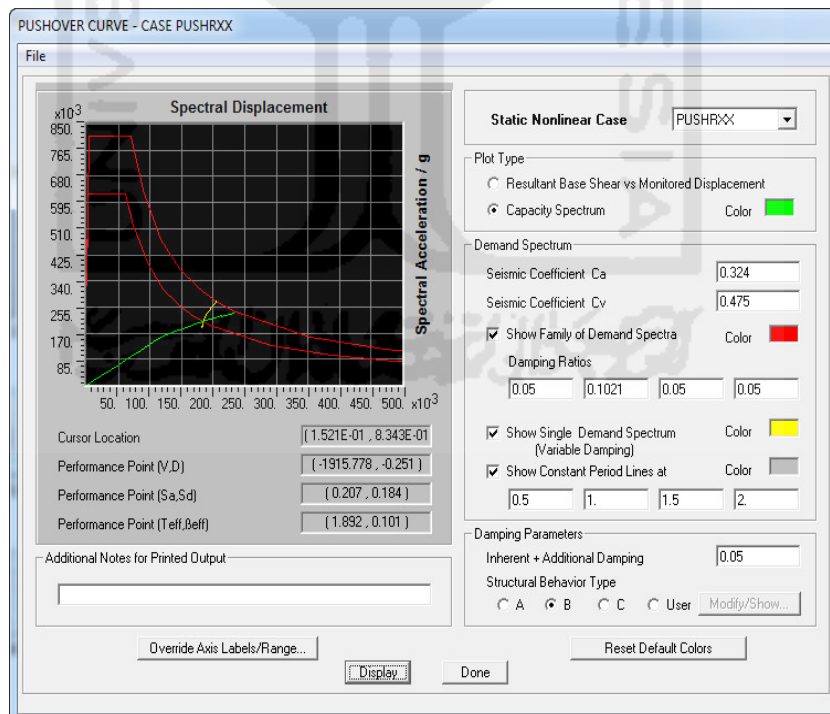 PUSHOVER CURVE - CASE PUSHRXX
File
Spectral Displacement
x10³
850.
765.
680.
595.
510.
425.
340.
255.
170.
85.
Spectral Acceleration / g
50. 100. 150. 200. 250. 300. 350. 400. 450. 500. x10³
Cursor Location (1.521E-01 , 8.343E-01
Performance Point (V,D) (-1915.778 , -0.251 )
Performance Point (Sa,Sd) ( 0.207 , 0.184 )
Performance Point (Teff,βeff) ( 1.892 , 0.101 )
Additional Notes for Printed Output
Static Nonlinear Case PUSHRXX
Plot Type
Resultant Base Shear vs Monitored Displacement
Capacity Spectrum Color
Demand Spectrum
Seismic Coefficient Ca 0.324
Seismic Coefficient Cv 0.475
Show Family of Demand Spectra Color
Damping Ratios
0.05 0.1021 0.05 0.05
Show Single Demand Spectrum Color
(Variable Damping)
Show Constant Period Lines at Color
0.5 1. 1.5 2.
Damping Parameters
Inherent + Additional Damping 0.05
Structural Behavior Type
A B C User Modify/Show...
Override Axis Labels/Range... Reset Default Colors
Display Done